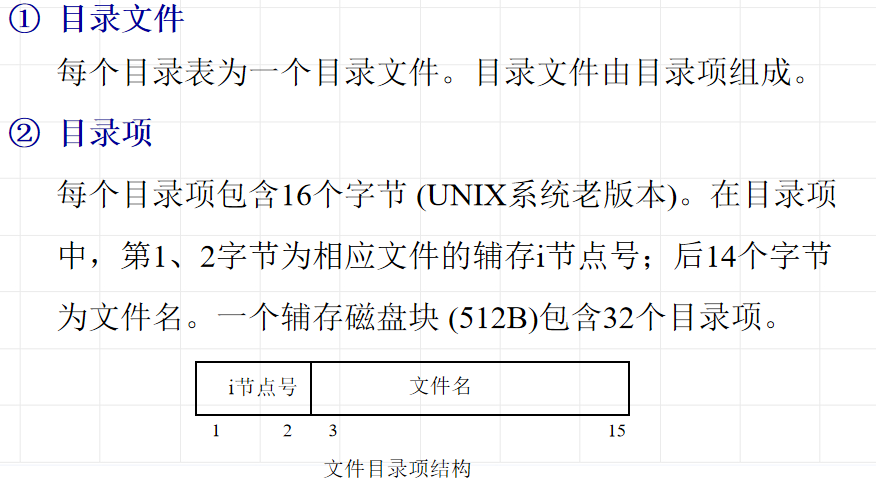 ① 目录文件
每个目录表为一个目录文件。目录文件由目录项组成。
② 目录项
每个目录项包含16个字节 (UNIX系统老版本)。在目录项
中，第1、2字节为相应文件的辅存i节点号；后14个字节
为文件名。一个辅存磁盘块 (512B)包含32个目录项。
i节点号 文件名
1 2 3 15
文件目录项结构